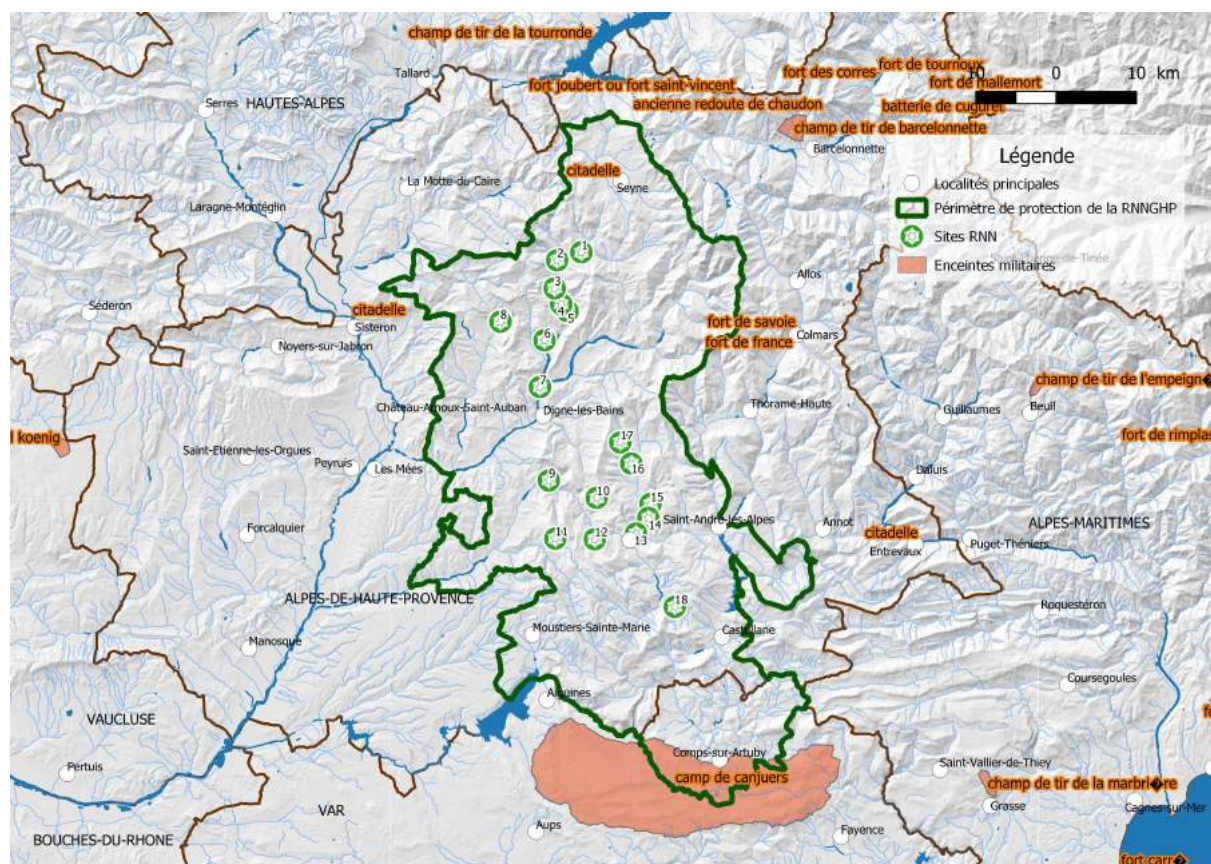 champ de tir de la tourronde
Tallard
fort joubert ou fort saint-vincent
fort des corres
fort de tournoux
fort de mallemort
10 0 10 km
ancienne redoute de chaudon
batterie de cuguret
champ de tir de barcelonnette
Barcelonnette
Serres
HAUTES-ALPES
Légende
Localités principales
Périmètre de protection de la RNNGHP
Sites RNN
Enceintes militaires
citadelle
Seyne
La Motte-du-Caire
Laragne-Montéglin
1
2
3
4
5
6
7
8
Allos
Séderon
citadelle
Sisteron
Noyers-sur-Jabron
fort de savoie
fort de france
Colmars
champ de tir de l'empeign�
Beuil
Guillaumes
fort de rimplas
Château-Arnoux-Saint-Auban
Digne-les-Bains
Thorame-Haute
l koenig
Saint-Etienne-les-Orgues
Peyruis
Les Mées
17
16
9
10
15
14
13
11
12
Daluis
Forcalquier
Saint-André-les-Alpes
Annot
citadelle
Entrevaux
Puget-Théniers
ALPES-MARITIMES
ALPES-DE-HAUTE-PROVENCE
18
Roquestéron
Manosque
Moustiers-Sainte-Marie
Castellane
Coursegoules
Aiguines
VAUCLUSE
Pertuis
Comps-sur-Artuby
camp de canjuers
Saint-Vallier-de-Thiey
champ de tir de la marbri�re
Grasse
Cagnes-sur-Mer
VAR
Aups
Fayence
BOUCHES-DU-RHONE
fort carr�